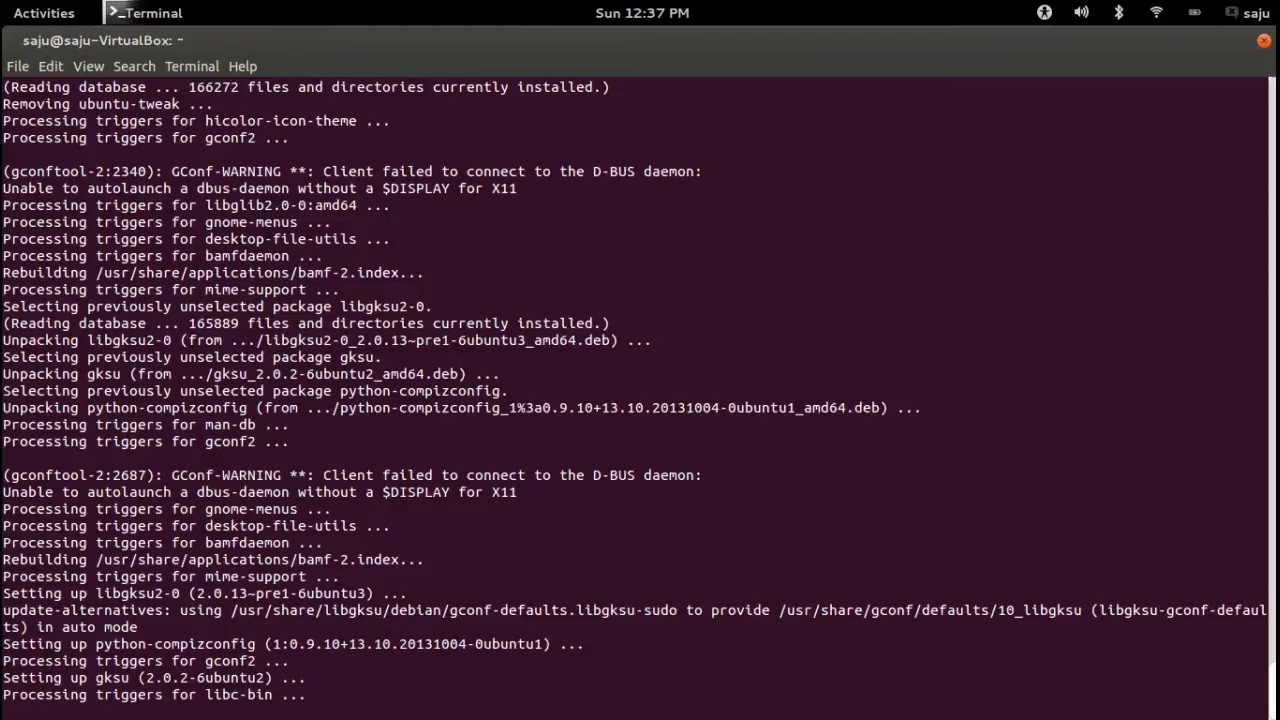 Activities
>_Terminal
Sun 12:37 PM
saju
saju@saju-VirtualBox: ~
File Edit View Search Terminal Help
(Reading database ... 166272 files and directories currently installed.)
Removing ubuntu-tweak ...
Processing triggers for hicolor-icon-theme ...
Processing triggers for gconf2 ...
(gconftool-2:2340): GConf-WARNING **: Client failed to connect to the D-BUS daemon:
Unable to autolaunch a dbus-daemon without a $DISPLAY for X11
Processing triggers for libglib2.0-0:amd64 ...
Processing triggers for gnome-menus ...
Processing triggers for desktop-file-utils ...
Processing triggers for bamfdaemon ...
Rebuilding /usr/share/applications/bamf-2.index...
Processing triggers for mime-support ...
Selecting previously unselected package libgksu2-0.
(Reading database ... 165889 files and directories currently installed.)
Unpacking libgksu2-0 (from .../libgksu2-0_2.0.13~pre1-6ubuntu3_amd64.deb) ...
Selecting previously unselected package gksu.
Unpacking gksu (from .../gksu_2.0.2-6ubuntu2_amd64.deb) ...
Selecting previously unselected package python-compizconfig.
Unpacking python-compizconfig (from .../python-compizconfig_1%3a0.9.10+13.10.20131004-0ubuntu1_amd64.deb) ...
Processing triggers for man-db ...
Processing triggers for gconf2 ...
(gconftool-2:2687): GConf-WARNING **: Client failed to connect to the D-BUS daemon:
Unable to autolaunch a dbus-daemon without a $DISPLAY for X11
Processing triggers for gnome-menus ...
Processing triggers for desktop-file-utils ...
Processing triggers for bamfdaemon ...
Rebuilding /usr/share/applications/bamf-2.index...
Processing triggers for mime-support ...
Setting up libgksu2-0 (2.0.13~pre1-6ubuntu3) ...
update-alternatives: using /usr/share/libgksu/debian/gconf-defaults.libgksu-sudo to provide /usr/share/gconf/defaults/10_libgksu (libgksu-gconf-defaul
ts) in auto mode
Setting up python-compizconfig (1:0.9.10+13.10.20131004-0ubuntu1) ...
Processing triggers for gconf2 ...
Setting up gksu (2.0.2-6ubuntu2) ...
Processing triggers for libc-bin ...